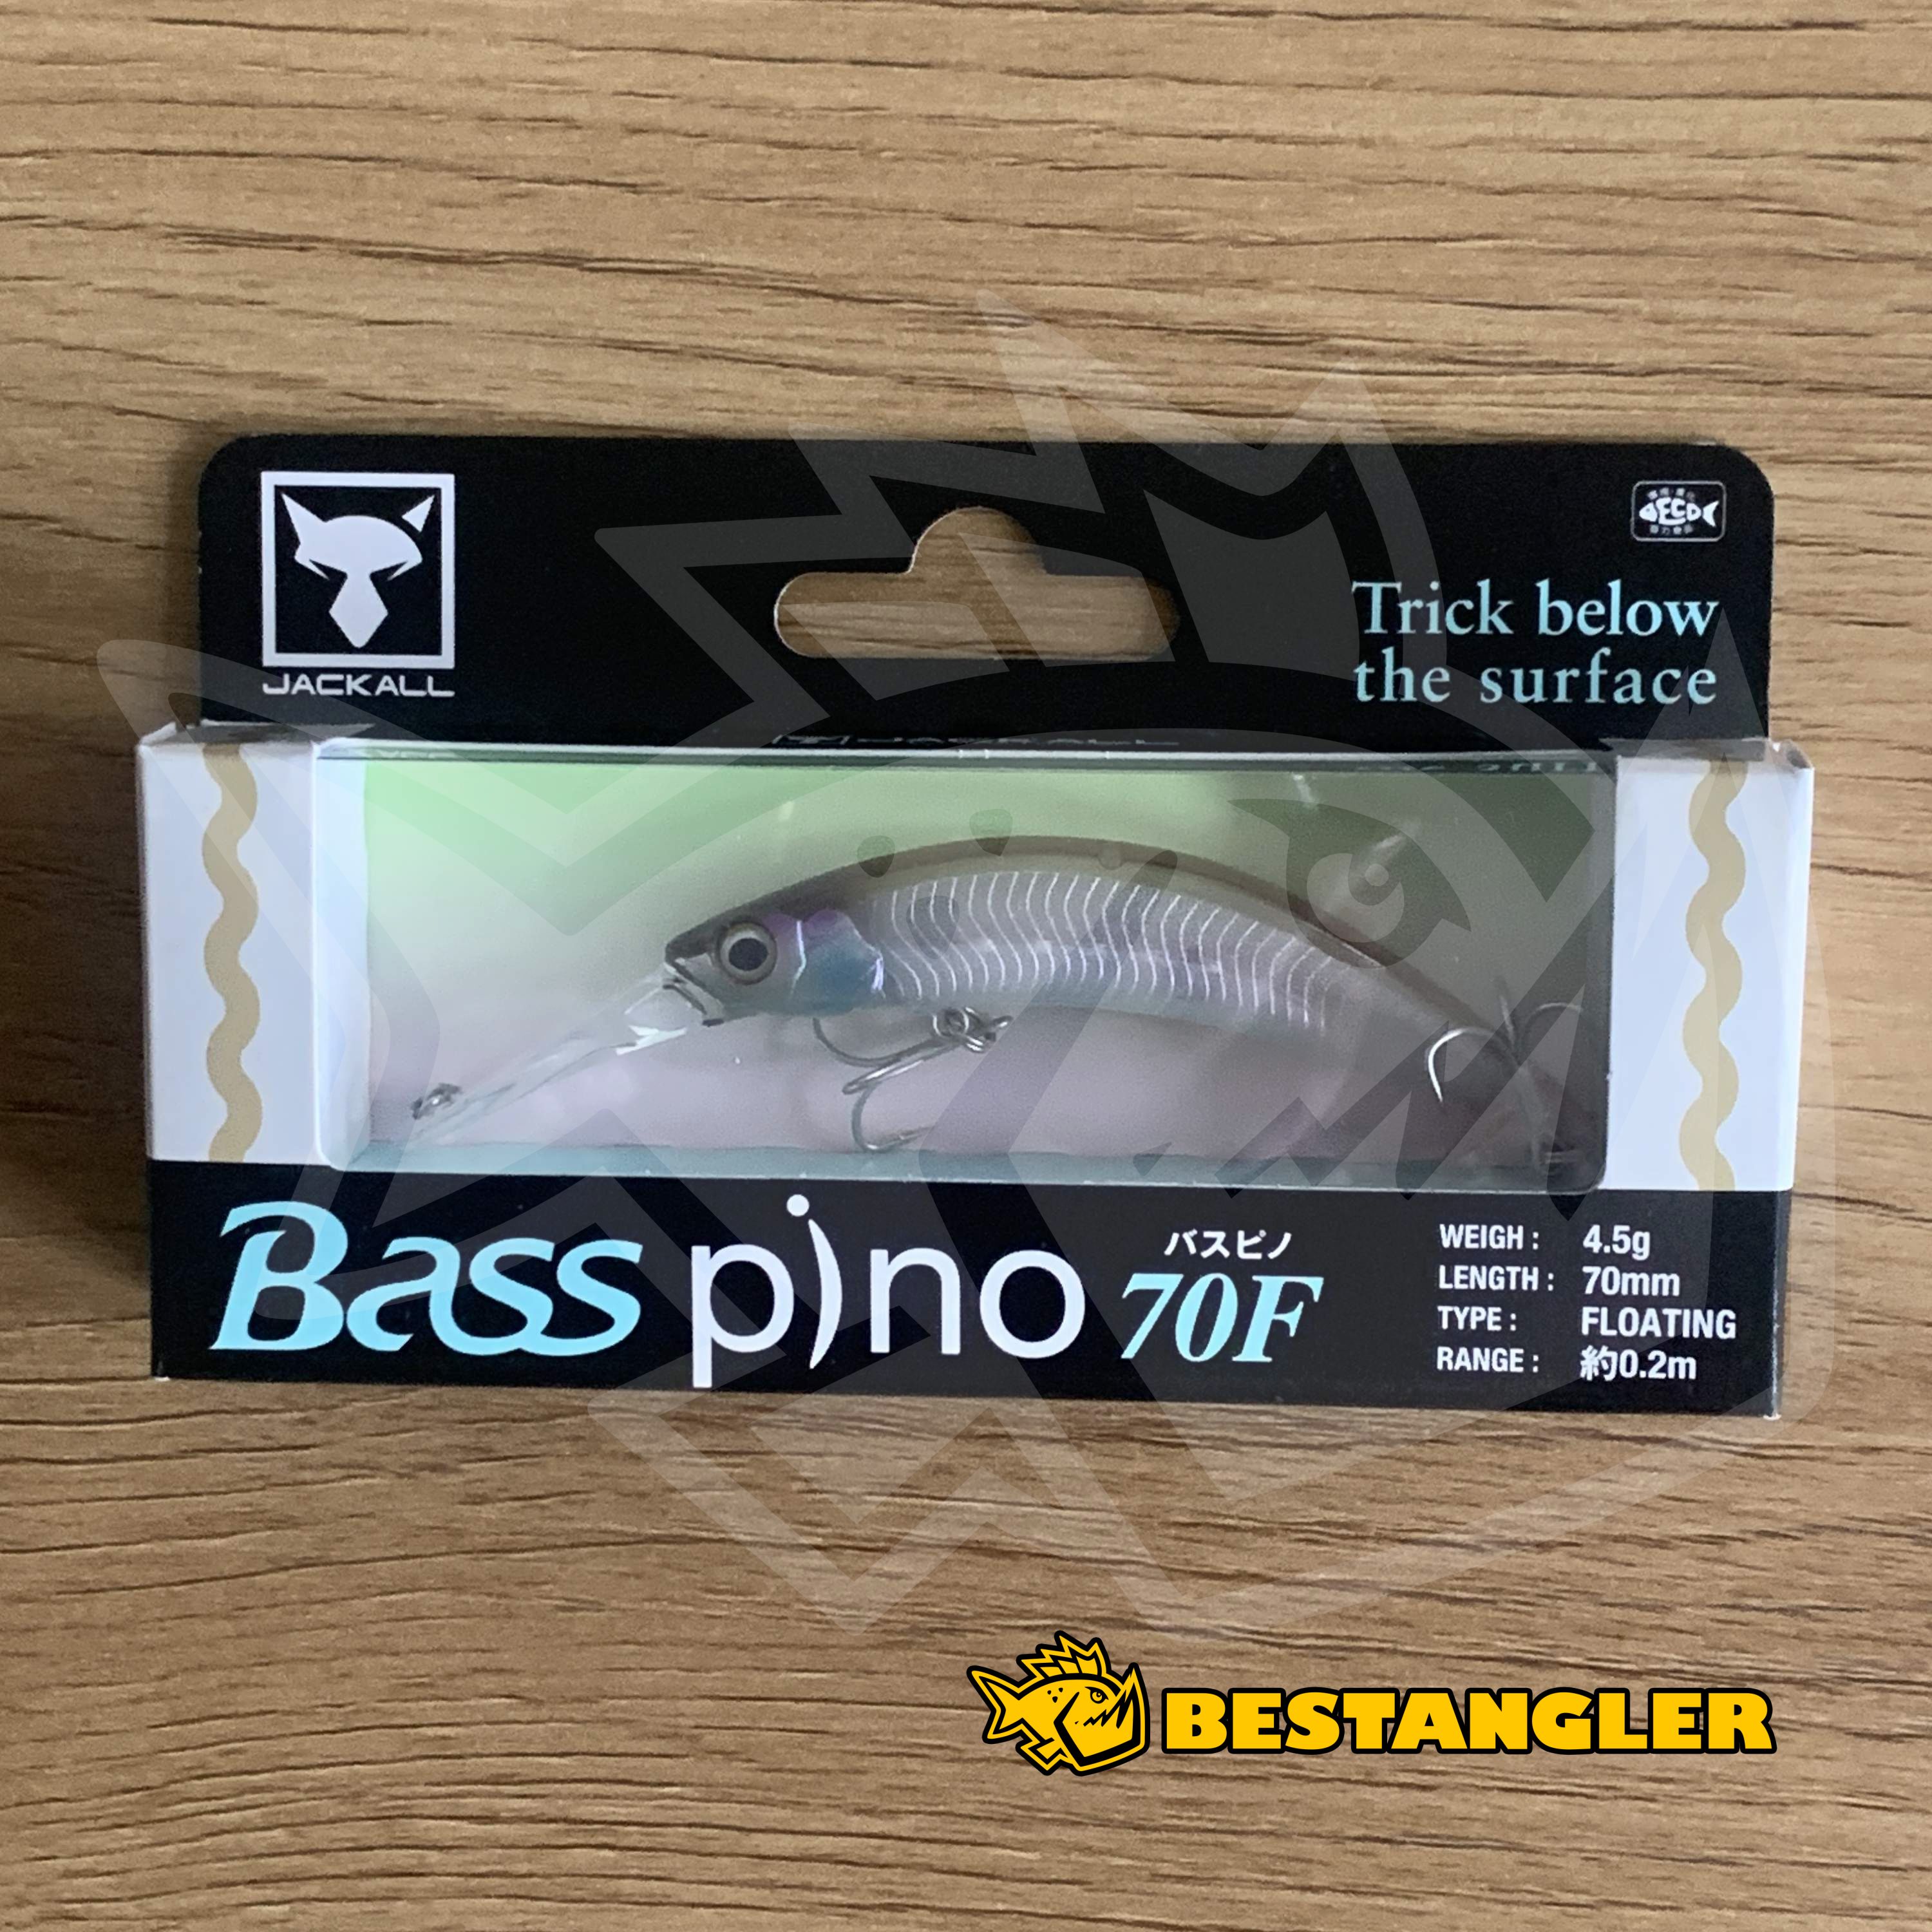 JACKALL
ECO
Trick below
the surface
Bass pino 70F
バスピノ
WEIGH : 4.5g
LENGTH : 70mm
TYPE : FLOATING
RANGE : 約0.2m
BESTANGLER